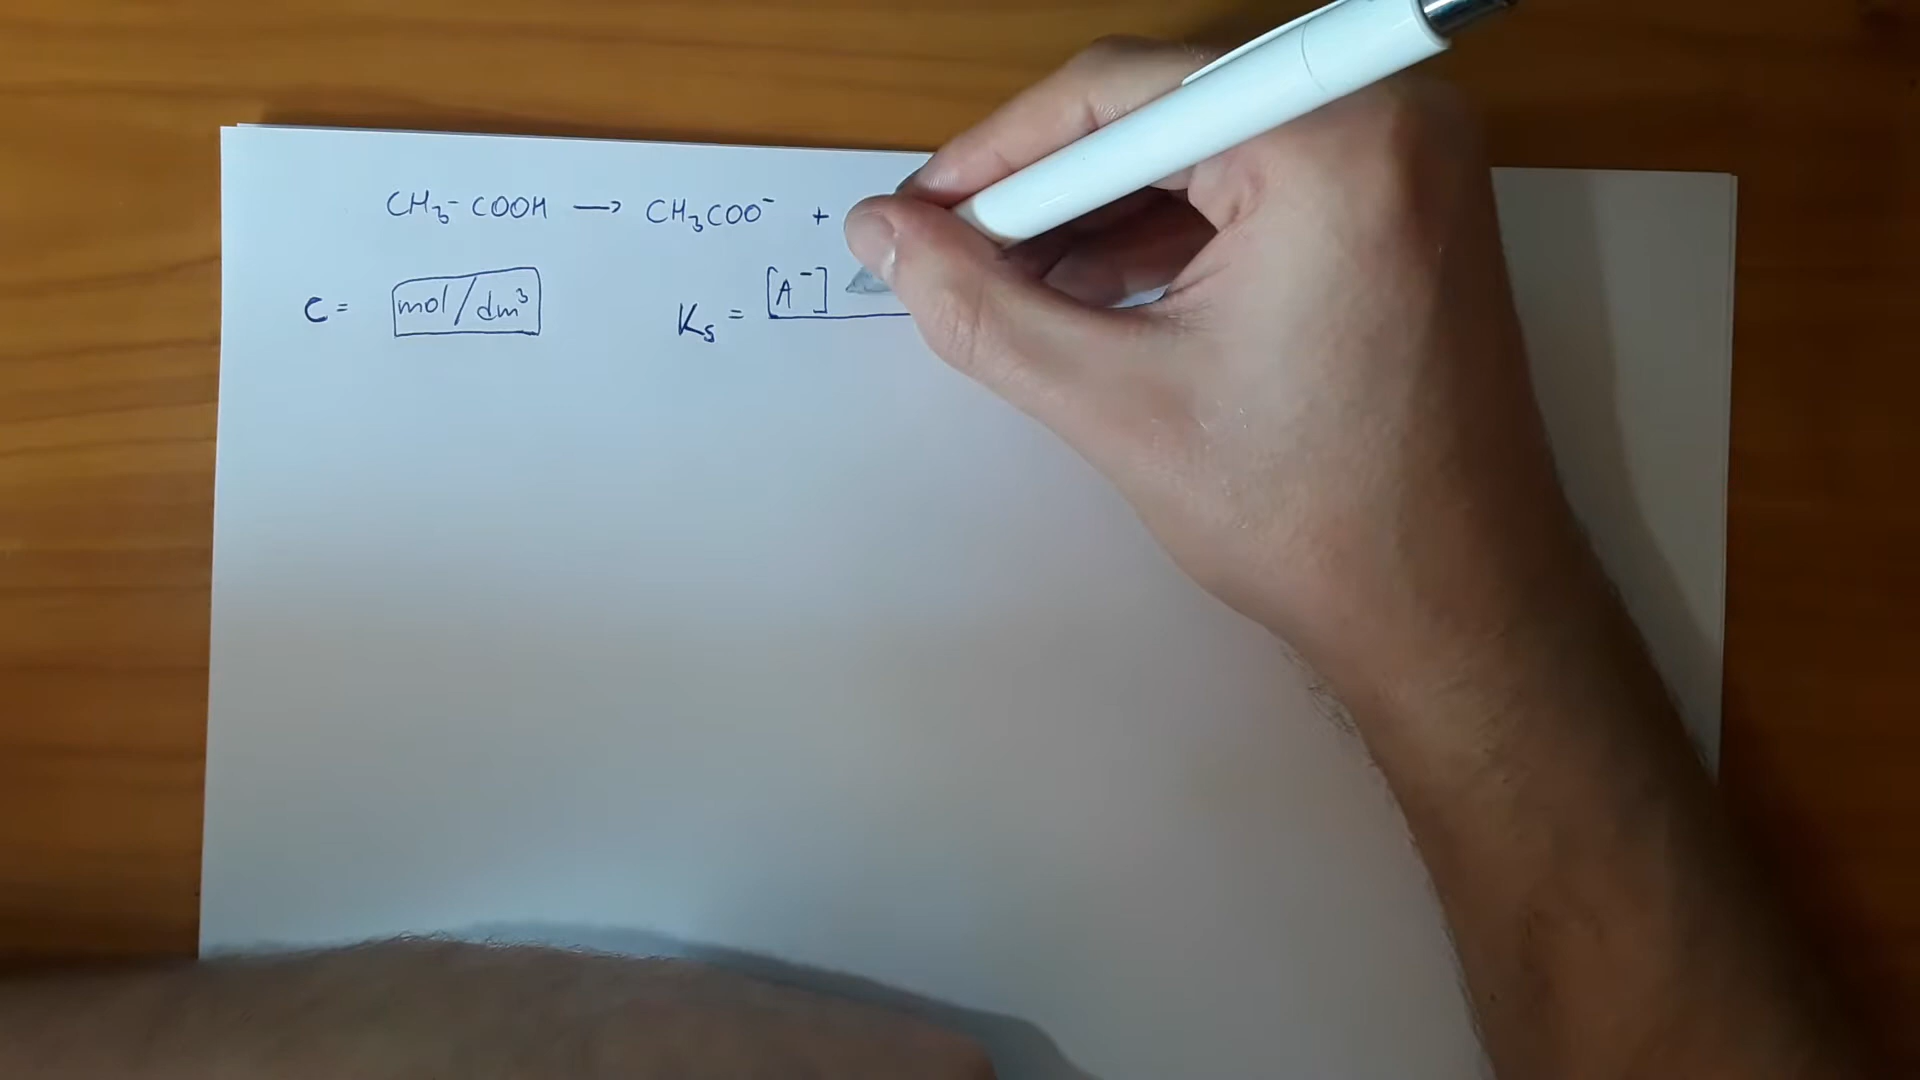 CH₃-COOH → CH₃COO⁻ +
c = mol/dm³ Ks = [A⁻]